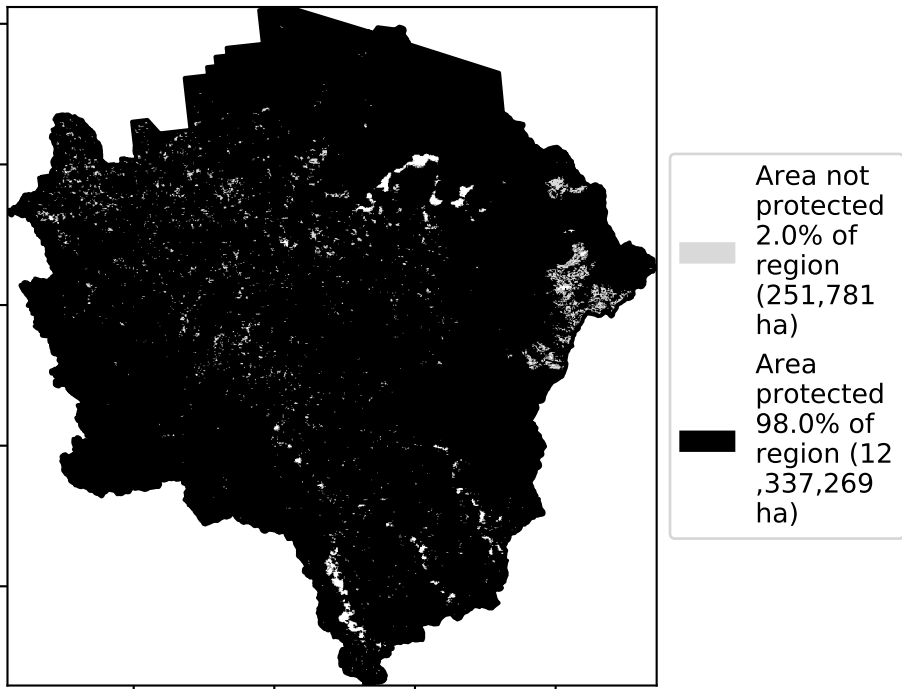 Area not
protected
2.0% of
region
(251,781
ha)
Area
protected
98.0% of
region (12
,337,269
ha)